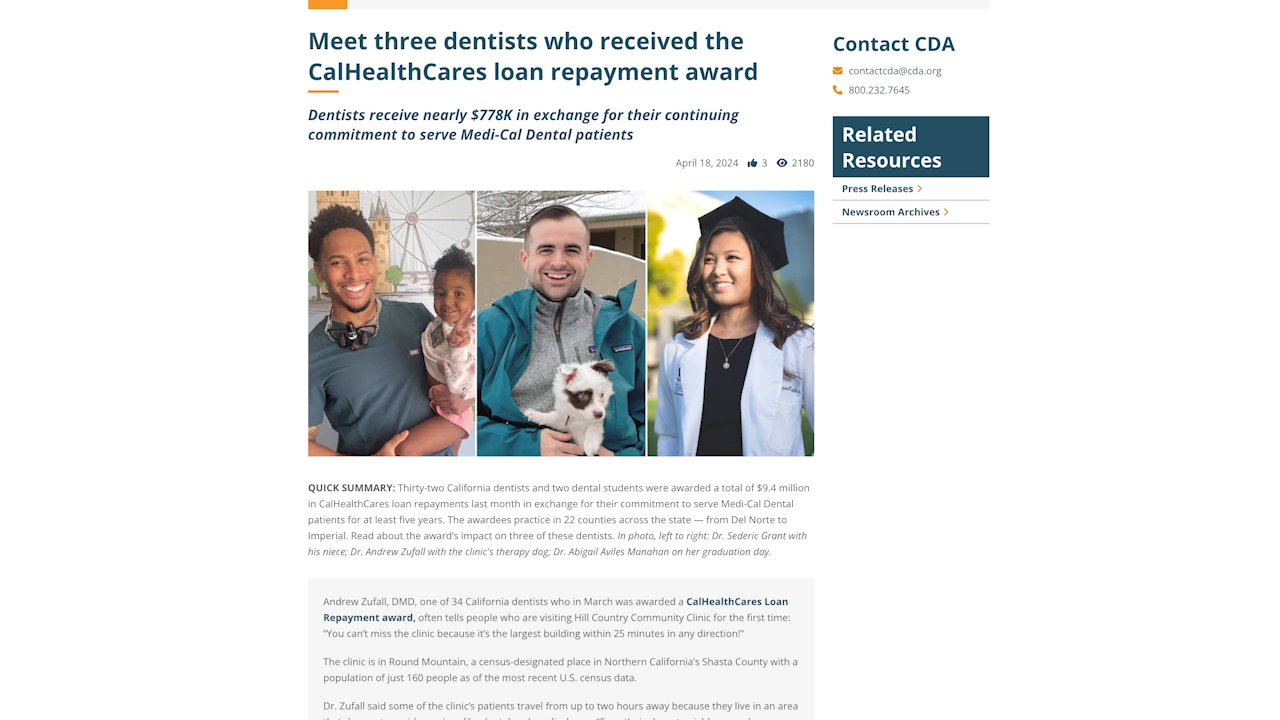 Meet three dentists who received the
CalHealthCares loan repayment award
Dentists receive nearly $778K in exchange for their continuing
commitment to serve Medi-Cal Dental patients
April 18, 2024 3 2180
QUICK SUMMARY: Thirty-two California dentists and two dental students were awarded a total of $9.4 million
in CalHealthCares loan repayments last month in exchange for their commitment to serve Medi-Cal Dental
patients for at least five years. The awardees practice in 22 counties across the state — from Del Norte to
Imperial. Read about the award's impact on three of these dentists. In photo, left to right: Dr. Sederic Grant with
his niece; Dr. Andrew Zufall with the clinic's therapy dog; Dr. Abigail Aviles Manahan on her graduation day.
Andrew Zufall, DMD, one of 34 California dentists who in March was awarded a CalHealthCares Loan
Repayment award, often tells people who are visiting Hill Country Community Clinic for the first time:
"You can't miss the clinic because it's the largest building within 25 minutes in any direction!"
The clinic is in Round Mountain, a census-designated place in Northern California's Shasta County with a
population of just 160 people as of the most recent U.S. census data.
Dr. Zufall said some of the clinic's patients travel from up to two hours away because they live in an area
Contact CDA
contactcda@cda.org
800.232.7645
Related
Resources
Press Releases
Newsroom Archives